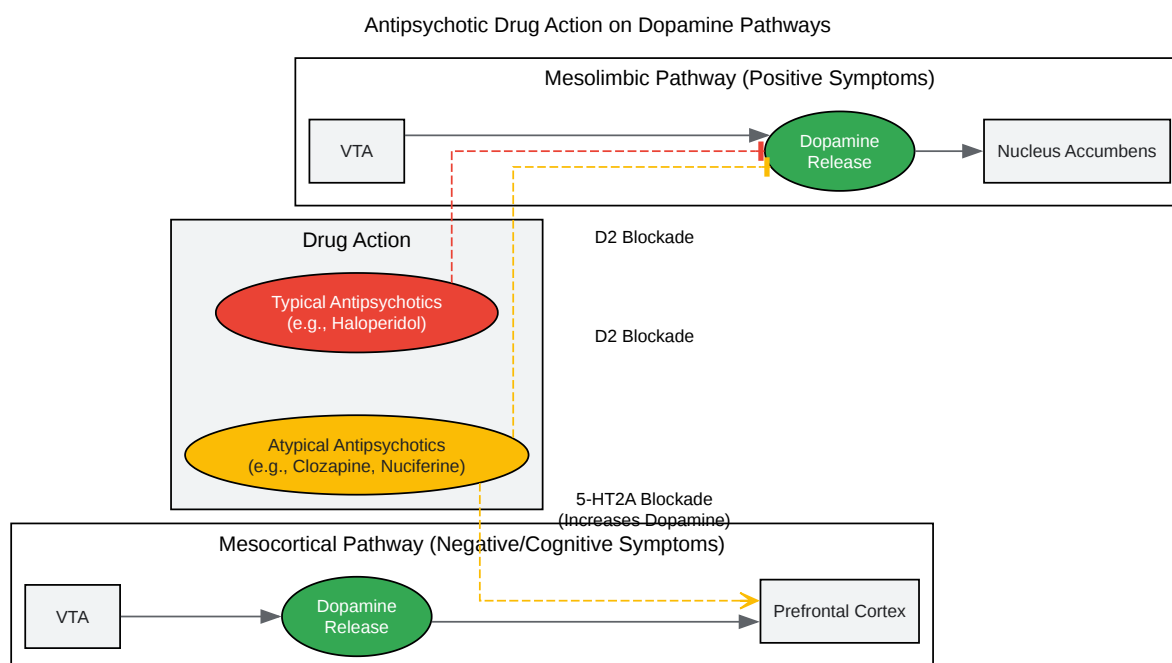 Antipsychotic Drug Action on Dopamine Pathways
Mesolimbic Pathway (Positive Symptoms)
VTA
Dopamine
Release
Nucleus Accumbens
Drug Action
D2 Blockade
Typical Antipsychotics
(e.g., Haloperidol)
D2 Blockade
Atypical Antipsychotics
(e.g., Clozapine, Nuciferine)
5-HT2A Blockade
(Increases Dopamine)
Mesocortical Pathway (Negative/Cognitive Symptoms)
VTA
Dopamine
Release
Prefrontal Cortex